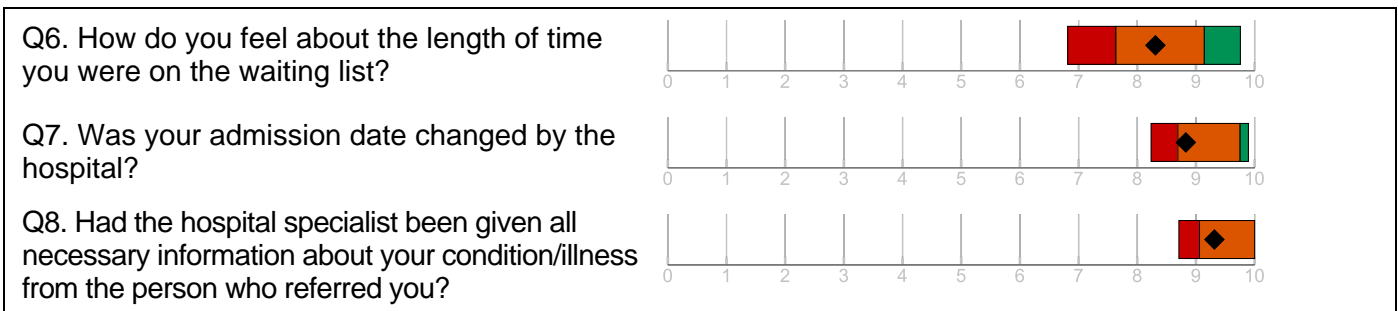 Q6. How do you feel about the length of time
you were on the waiting list?
0 1 2 3 4 5 6 7 8 9 10
Q7. Was your admission date changed by the
hospital?
0 1 2 3 4 5 6 7 8 9 10
Q8. Had the hospital specialist been given all
necessary information about your condition/illness
from the person who referred you?
0 1 2 3 4 5 6 7 8 9 10